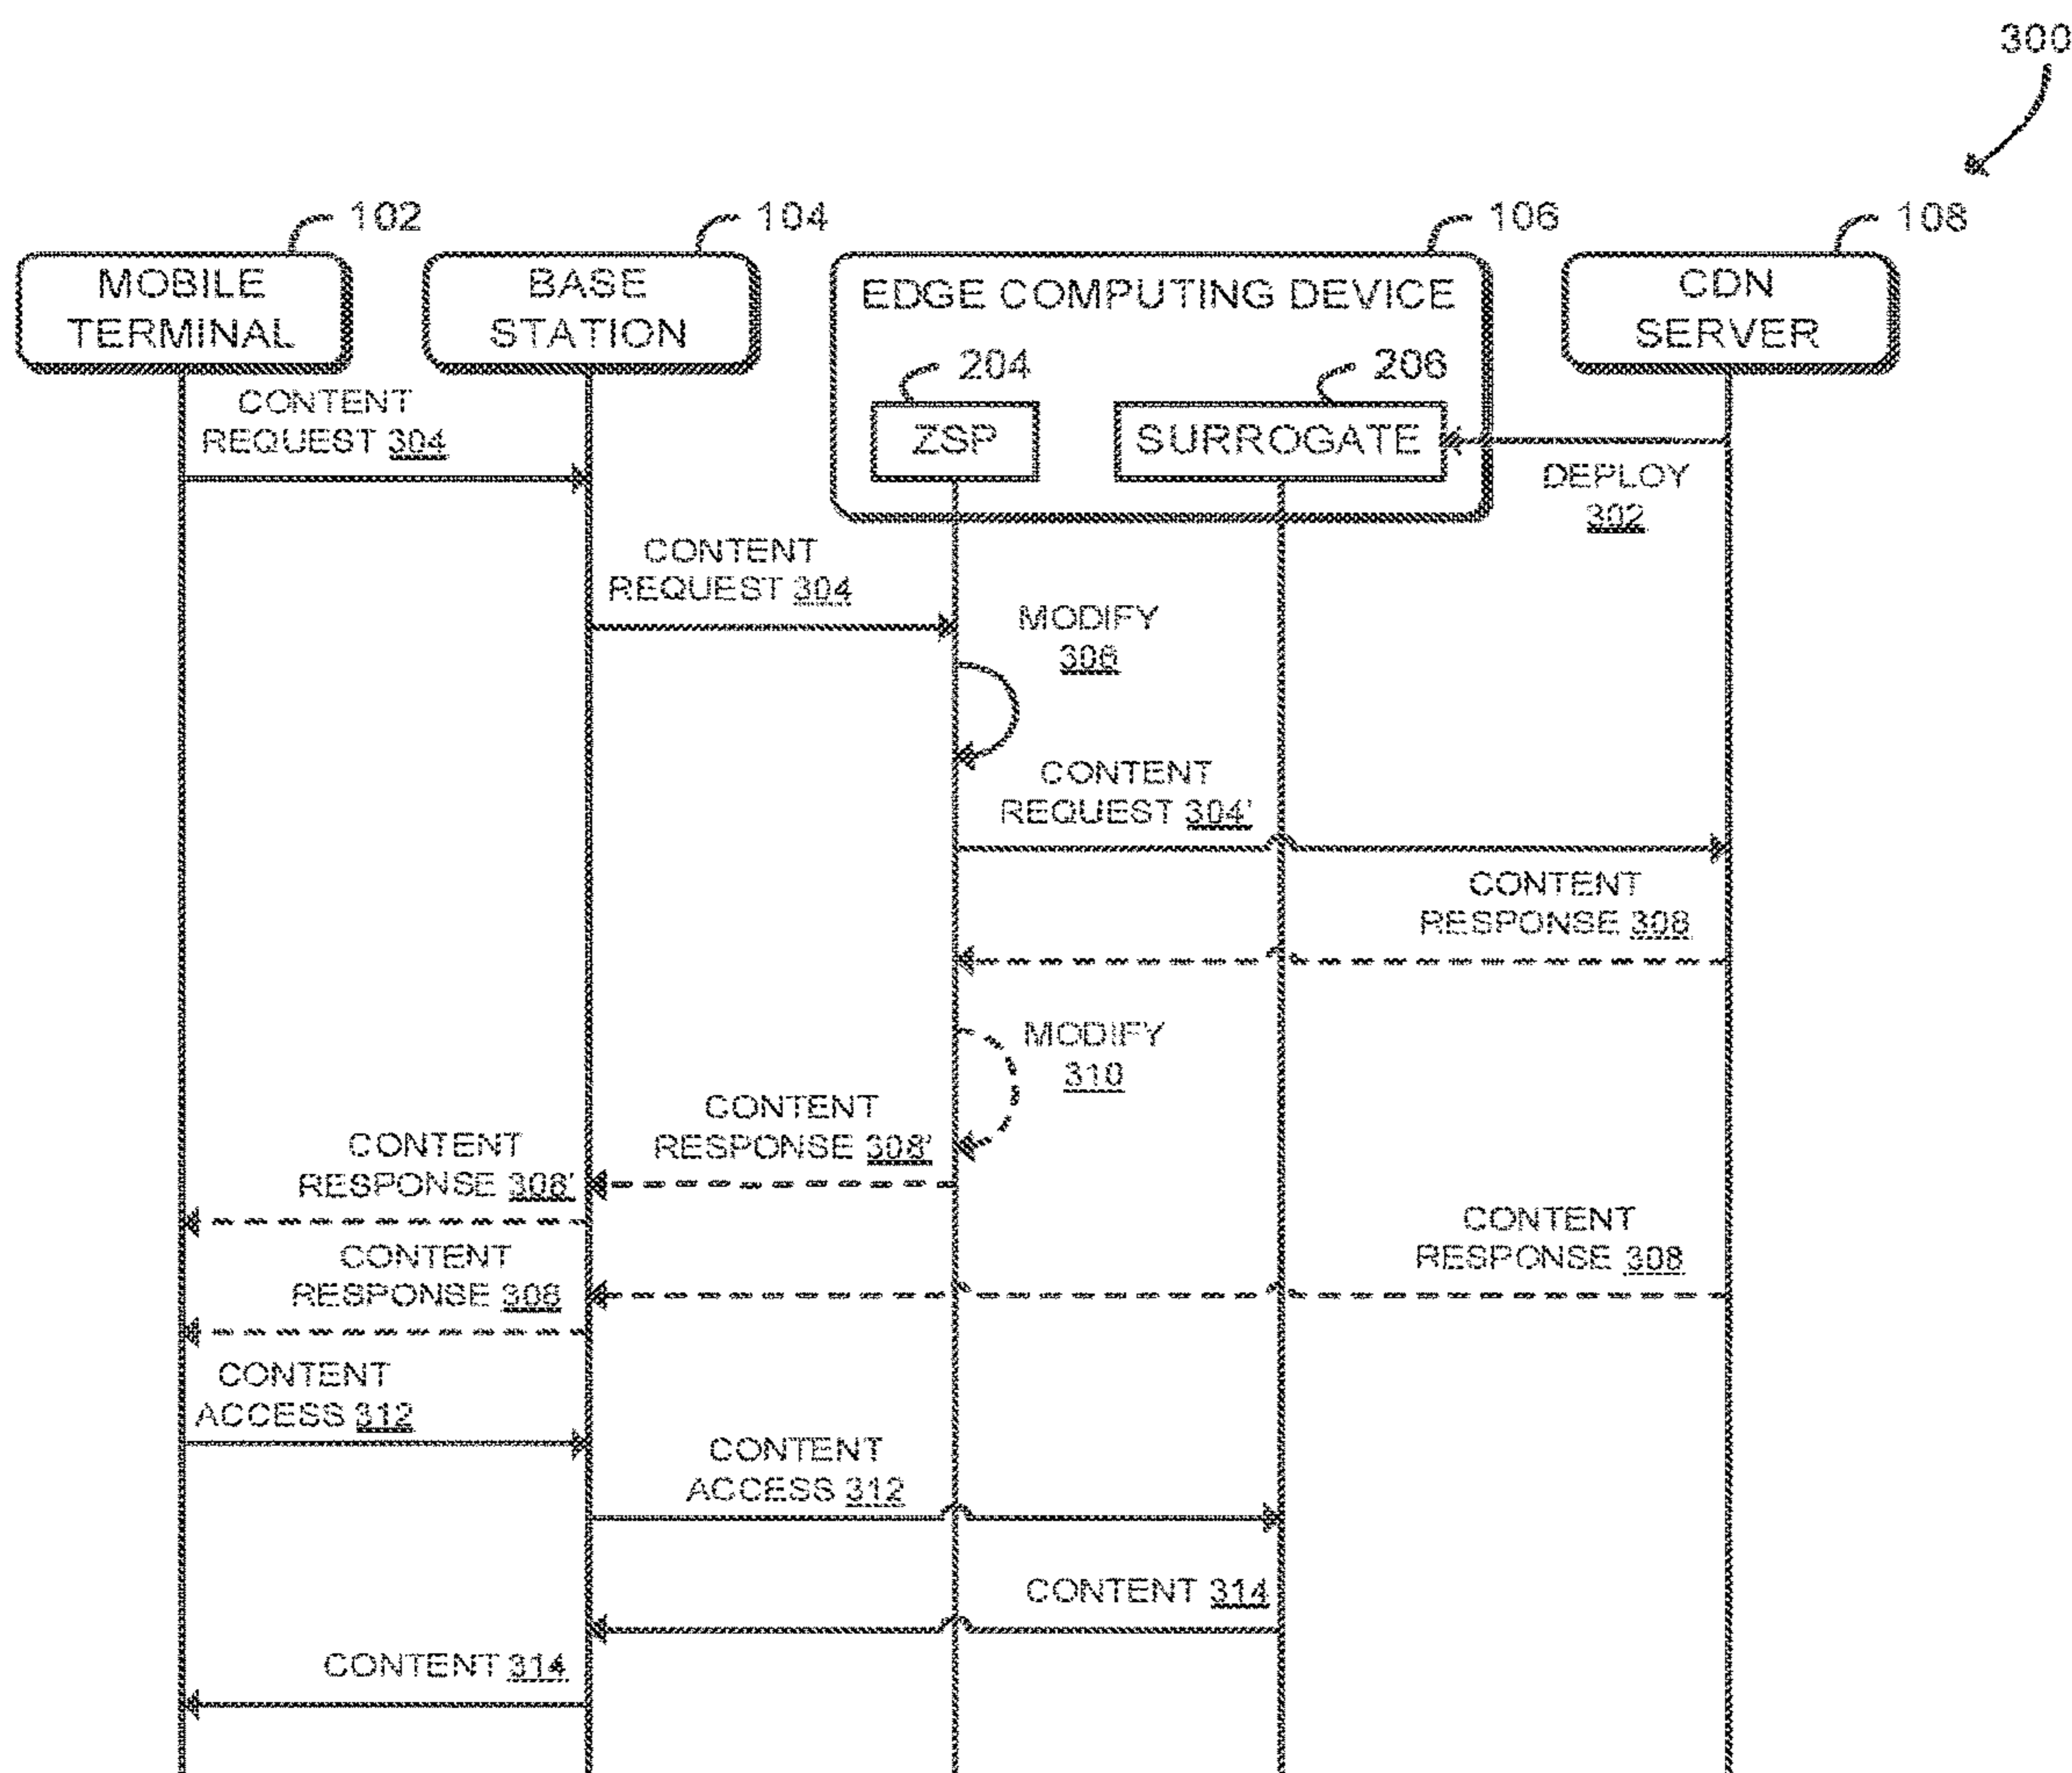 300
102
104
106
108
MOBILE
TERMINAL
BASE
STATION
EDGE COMPUTING DEVICE
CDN
SERVER
204
206
ZSP
SURROGATE
DEPLOY
302
CONTENT
REQUEST 304
CONTENT
REQUEST 304
MODIFY
306
CONTENT
REQUEST 304'
CONTENT
RESPONSE 308
MODIFY
310
CONTENT
RESPONSE 308'
CONTENT
RESPONSE 308'
CONTENT
RESPONSE 308
CONTENT
RESPONSE 308
CONTENT
ACCESS 312
CONTENT
ACCESS 312
CONTENT 314
CONTENT 314